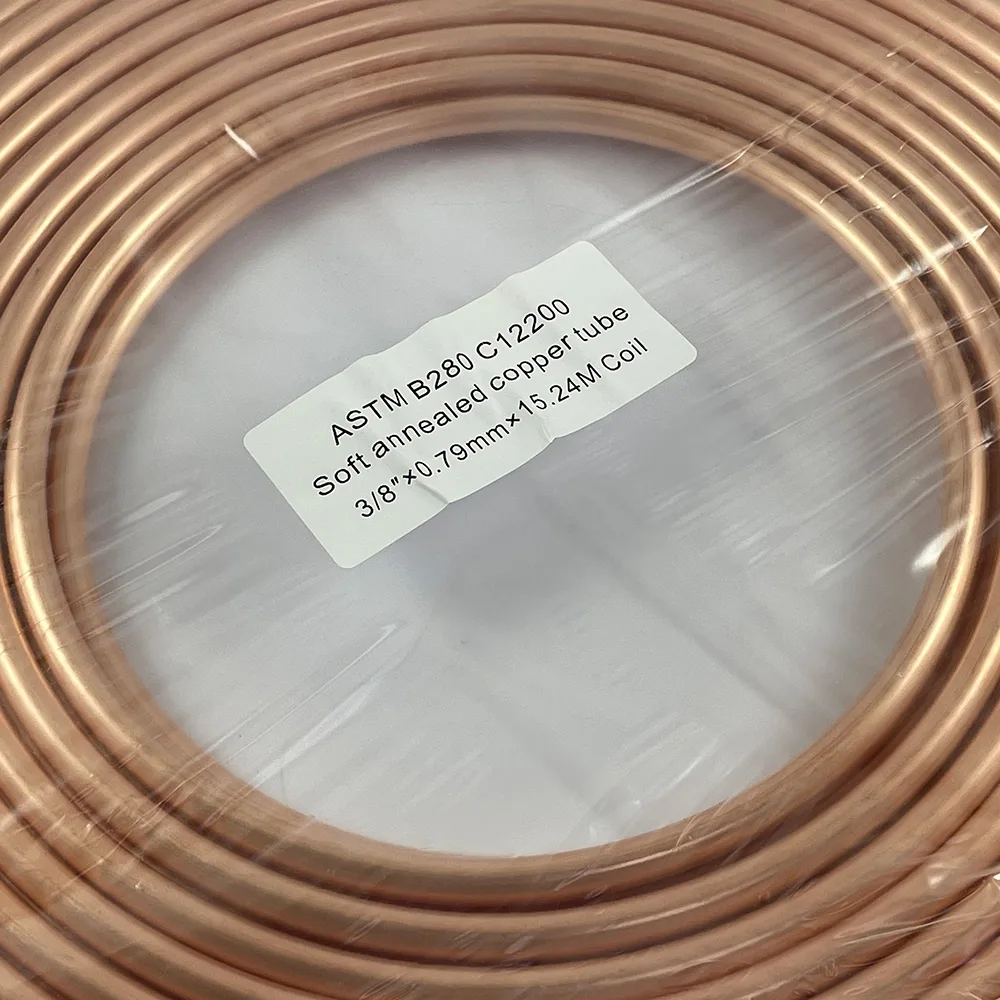 ASTM B280 C12200
Soft annealed copper tube
3/8"×0.79mm×15.24M Coil